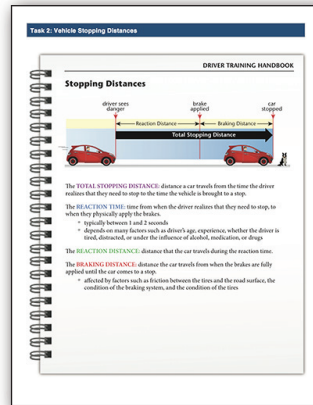 Task 2: Vehicle Stopping Distances
DRIVER TRAINING HANDBOOK
Stopping Distances
driver sees danger
brake applied
car stopped
Reaction Distance
Braking Distance
Total Stopping Distance
The TOTAL STOPPING DISTANCE: distance a car travels from the time the driver
realizes that they need to stop to the time the vehicle is brought to a stop.
The REACTION TIME: time from when the driver realizes that they need to stop, to
when they physically apply the brakes.
* typically between 1 and 2 seconds
* depends on many factors such as driver's age, experience, whether the driver is
tired, distracted, or under the influence of alcohol, medication, or drugs
The REACTION DISTANCE: distance that the car travels during the reaction time.
The BRAKING DISTANCE: distance the car travels from when the brakes are fully
applied until the car comes to a stop.
* affected by factors such as friction between the tires and the road surface, the
condition of the braking system, and the condition of the tires